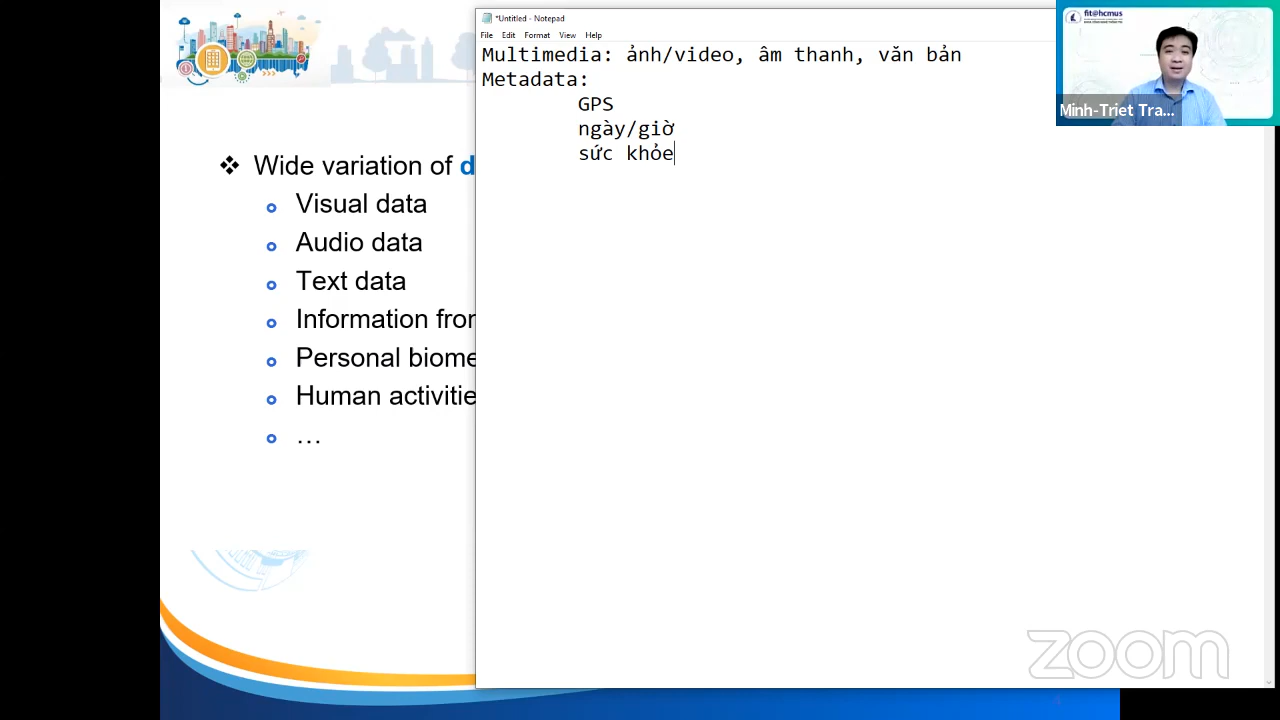 *Untitled - Notepad
File Edit Format View Help
Multimedia: ảnh/video, âm thanh, văn bản
Metadata:
GPS
ngày/giờ
sức khỏe
fit@hcmus
Minh-Triet Tra...
Wide variation of d
Visual data
Audio data
Text data
Information fron
Personal biome
Human activitie
...
zoom